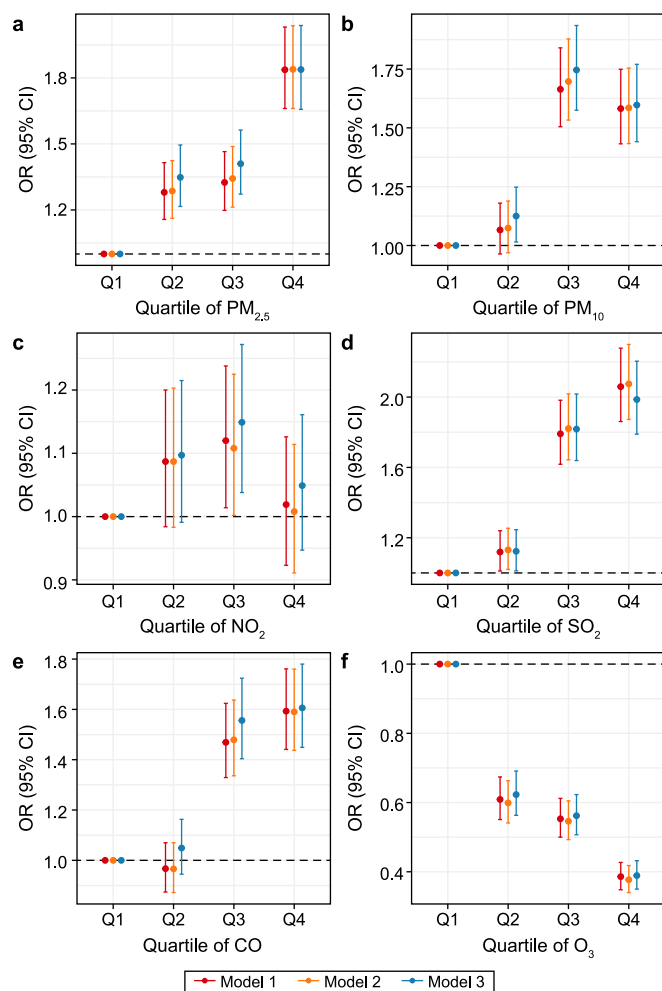 a
OR (95% CI)
1.8
1.5
1.2
Q1 Q2 Q3 Q4
Quartile of PM2.5
b
OR (95% CI)
1.75
1.50
1.25
1.00
Q1 Q2 Q3 Q4
Quartile of PM10
c
OR (95% CI)
1.2
1.1
1.0
0.9
Q1 Q2 Q3 Q4
Quartile of NO2
d
OR (95% CI)
2.0
1.6
1.2
Q1 Q2 Q3 Q4
Quartile of SO2
e
OR (95% CI)
1.8
1.6
1.4
1.2
1.0
Q1 Q2 Q3 Q4
Quartile of CO
f
OR (95% CI)
1.0
0.8
0.6
0.4
Q1 Q2 Q3 Q4
Quartile of O3
Model 1 Model 2 Model 3